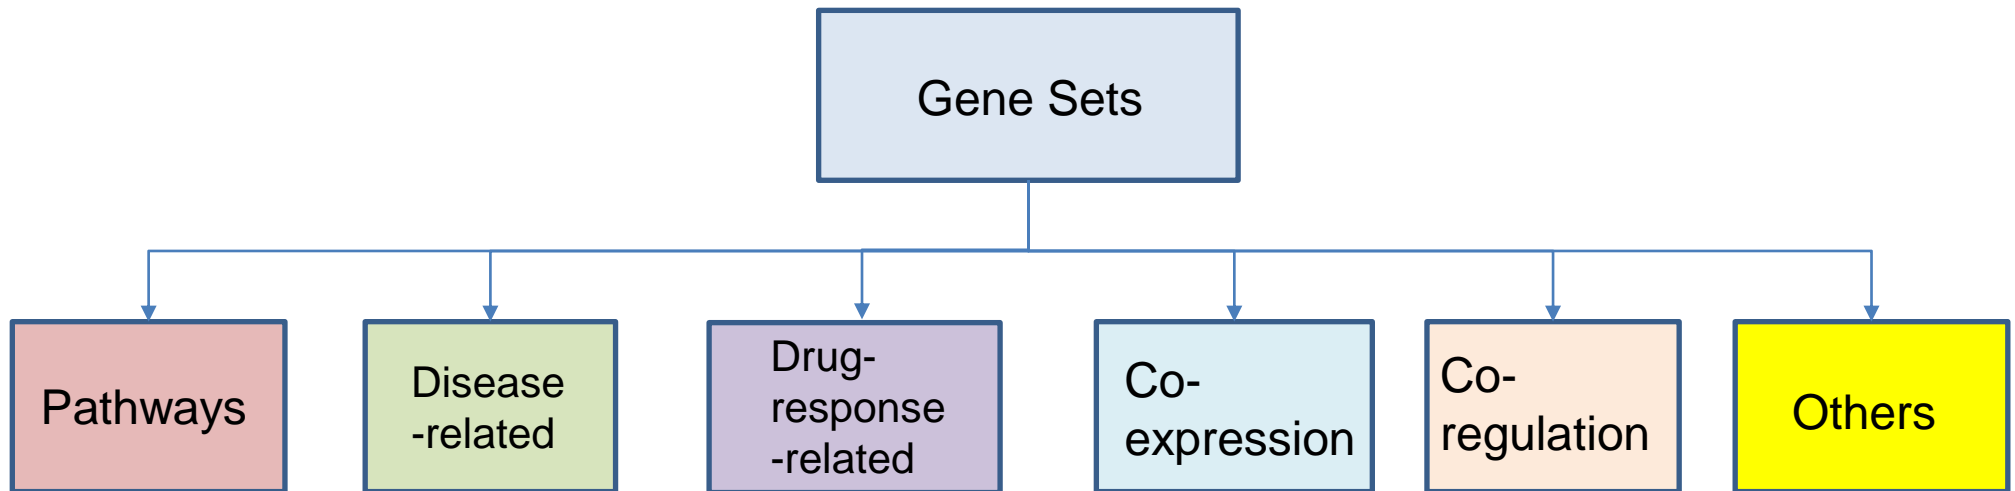 Gene Sets
Pathways
Disease
-related
Drug-
response
-related
Co-
expression
Co-
regulation
Others